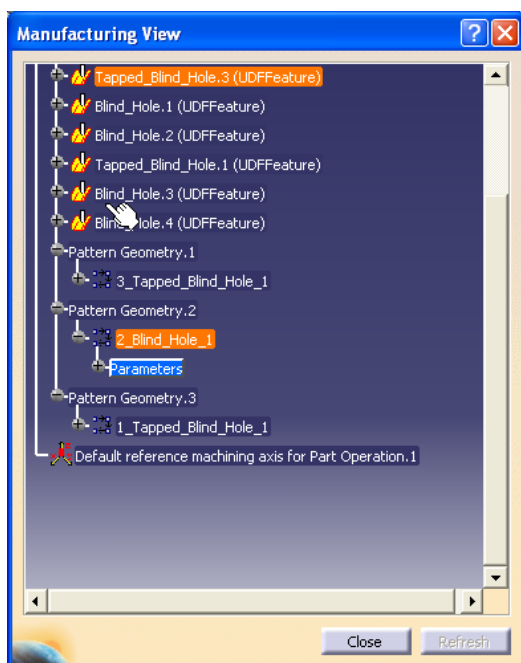 Manufacturing View
Tapped_Blind_Hole.3 (UDFFeature)
Blind_Hole.1 (UDFFeature)
Blind_Hole.2 (UDFFeature)
Tapped_Blind_Hole.1 (UDFFeature)
Blind_Hole.3 (UDFFeature)
Blind_Hole.4 (UDFFeature)
Pattern Geometry.1
3_Tapped_Blind_Hole_1
Pattern Geometry.2
2_Blind_Hole_1
Parameters
Pattern Geometry.3
1_Tapped_Blind_Hole_1
Default reference machining axis for Part Operation.1
Close Refresh